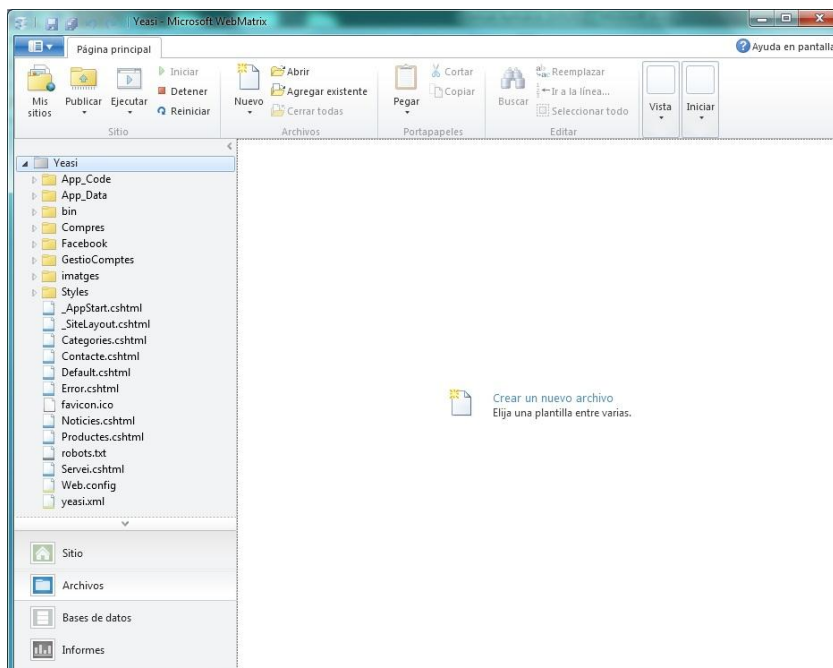 Yeasi - Microsoft WebMatrix
Página principal
Ayuda en pantalla
Mis sitios
Publicar
Ejecutar
Iniciar
Detener
Reiniciar
Sitio
Nuevo
Abrir
Agregar existente
Cerrar todas
Archivos
Pegar
Cortar
Copiar
Portapapeles
Buscar
Reemplazar
Ir a la línea...
Seleccionar todo
Editar
Vista
Iniciar
Yeasi
App_Code
App_Data
bin
Compres
Facebook
GestioComptes
imatges
Styles
_AppStart.cshtml
_SiteLayout.cshtml
Categories.cshtml
Contacte.cshtml
Default.cshtml
Error.cshtml
favicon.ico
Noticies.cshtml
Productes.cshtml
robots.txt
Servei.cshtml
Web.config
yeasi.xml
Crear un nuevo archivo
Elija una plantilla entre varias.
Sitio
Archivos
Bases de datos
Informes